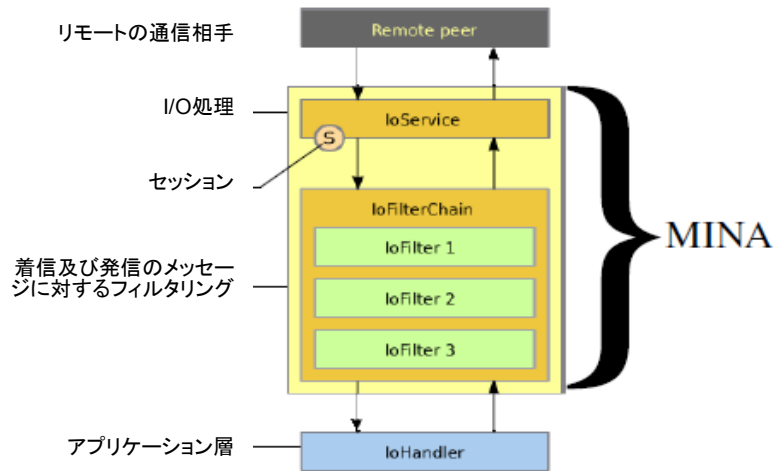 リモートの通信相手
Remote peer
I/O処理
IoService
S
セッション
IoFilterChain
IoFilter 1
着信及び発信のメッセー
ジに対するフィルタリング
IoFilter 2
IoFilter 3
MINA
アプリケーション層
IoHandler